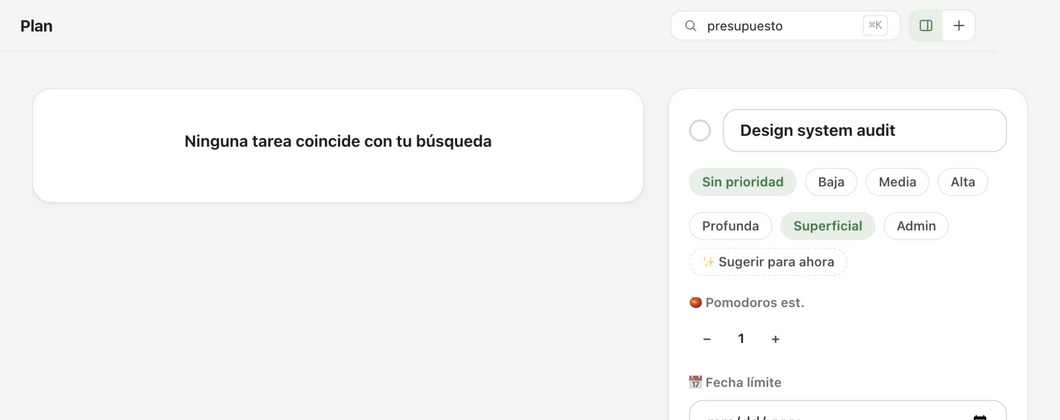 Plan
presupuesto
⌘K
Ninguna tarea coincide con tu búsqueda
Design system audit
Sin prioridad Baja Media Alta
Profunda Superficial Admin
✨ Sugerir para ahora
Pomodoros est.
− 1 +
Fecha límite